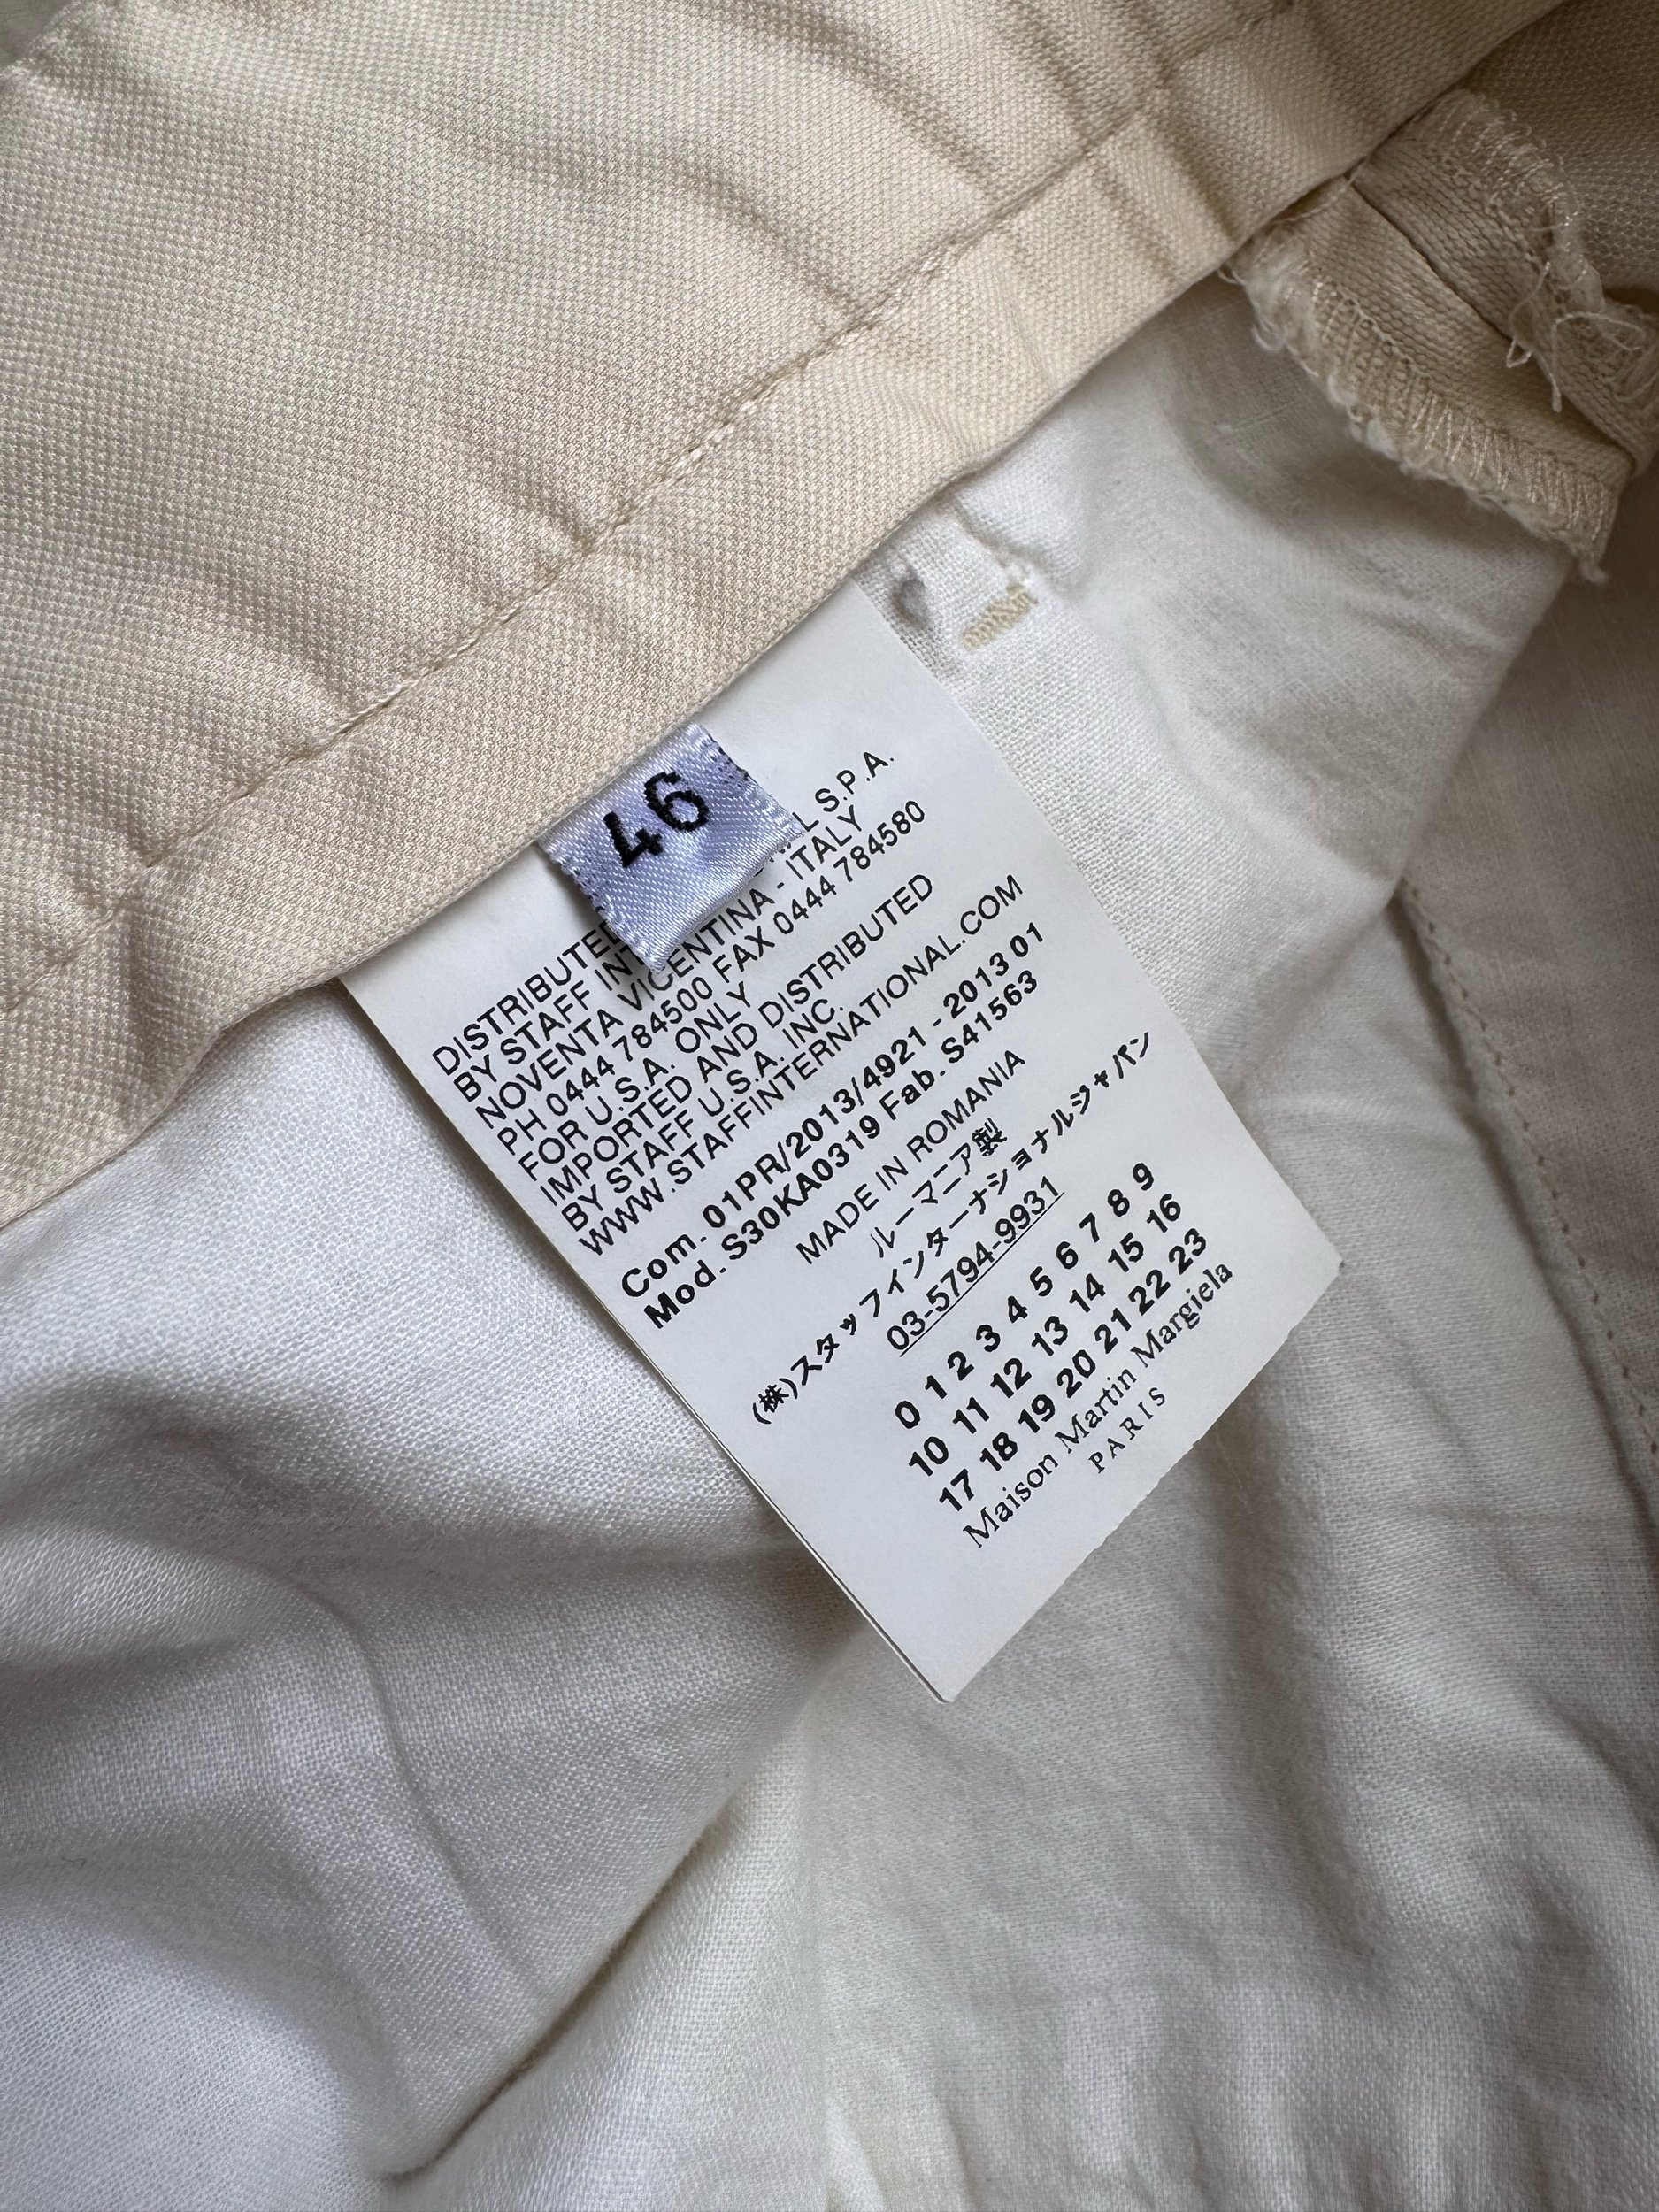 46
DISTRIBUTED
BY STAFF INT L S.P.A.
NOVENTA VICENTINA - ITALY
PH 0444 784500 FAX 0444 784580
FOR U.S.A. ONLY
IMPORTED AND DISTRIBUTED
BY STAFF U.S.A. INC.
WWW.STAFFINTERNATIONAL.COM
Com. 01PR/2013/4921 - 2013 01
Mod. S30KA0319 Fab. S41563
MADE IN ROMANIA
ルーマニア製
(株)スタッフインターナショナルジャパン
03-5794-9931
0 1 2 3 4 5 6 7 8 9
10 11 12 13 14 15 16
17 18 19 20 21 22 23
Maison Martin Margiela
PARIS